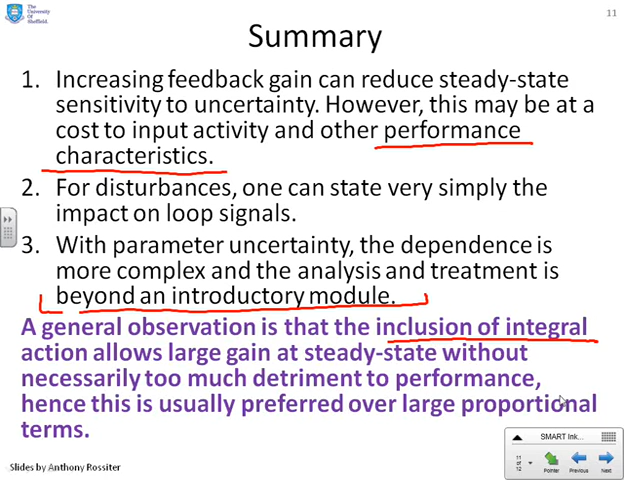 The
University
Of
Sheffield.
11
Summary
1. Increasing feedback gain can reduce steady-state
sensitivity to uncertainty. However, this may be at a
cost to input activity and other performance
characteristics.
2. For disturbances, one can state very simply the
impact on loop signals.
3. With parameter uncertainty, the dependence is
more complex and the analysis and treatment is
beyond an introductory module.
A general observation is that the inclusion of integral
action allows large gain at steady-state without
necessarily too much detriment to performance,
hence this is usually preferred over large proportional
terms.
SMART Ink...
11
of
12
Pointer Previous Next
Slides by Anthony Rossiter